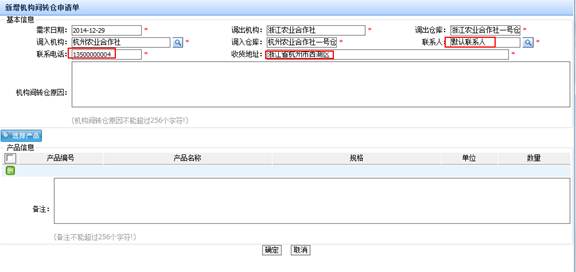 新增机构间转仓申请单
基本信息
需求日期: 2014-12-29 * 调出机构: 浙江农业合作社 * 调出仓库: 浙江农业合作社一号仓 *
调入机构: 杭州农业合作社 * 调入仓库: 杭州农业合作社一号仓 * 联系人: 默认联系人 *
联系电话: 13500000004 * 收货地址: 浙江省杭州市西湖区 *
机构间转仓原因:
(机构间转仓原因不能超过256个字符!)
选择产品
产品信息
产品编号 产品名称 规格 单位 数量
备注:
(备注不能超过256个字符!)
确定 取消